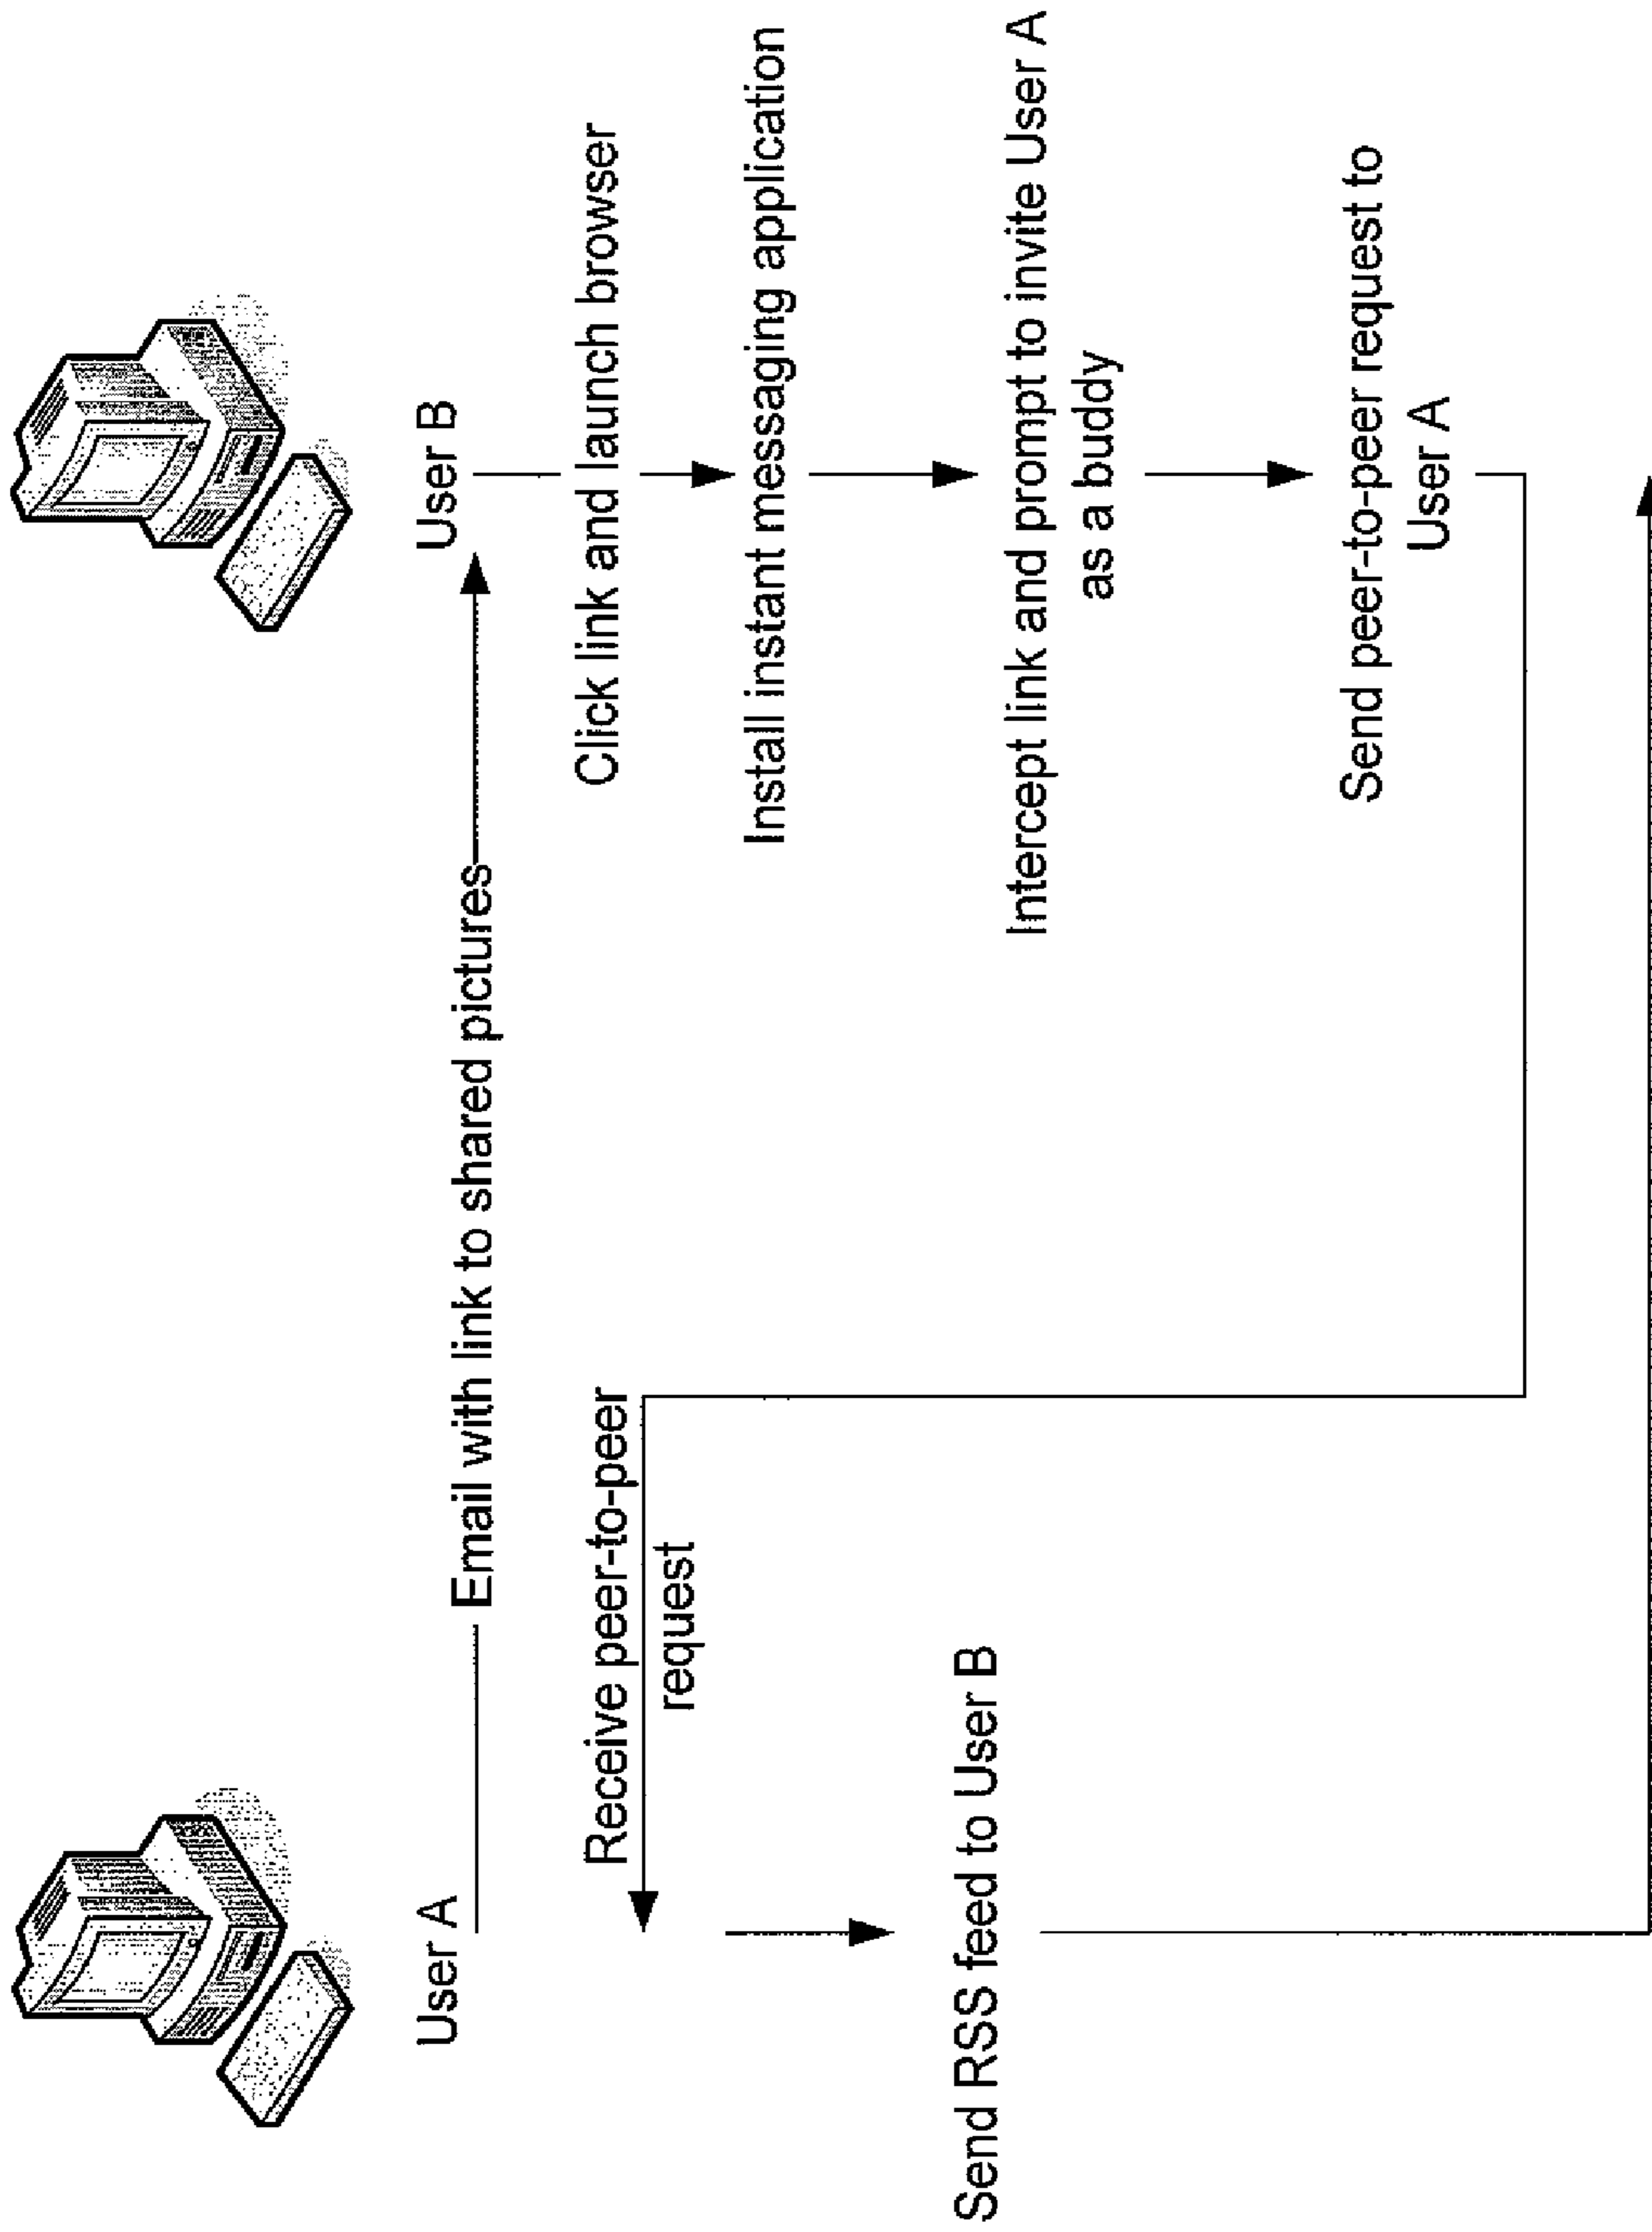 User A
User B
Email with link to shared pictures
Click link and launch browser
Install instant messaging application
Intercept link and prompt to invite User A
as a buddy
Send peer-to-peer request to
User A
Receive peer-to-peer
request
Send RSS feed to User B